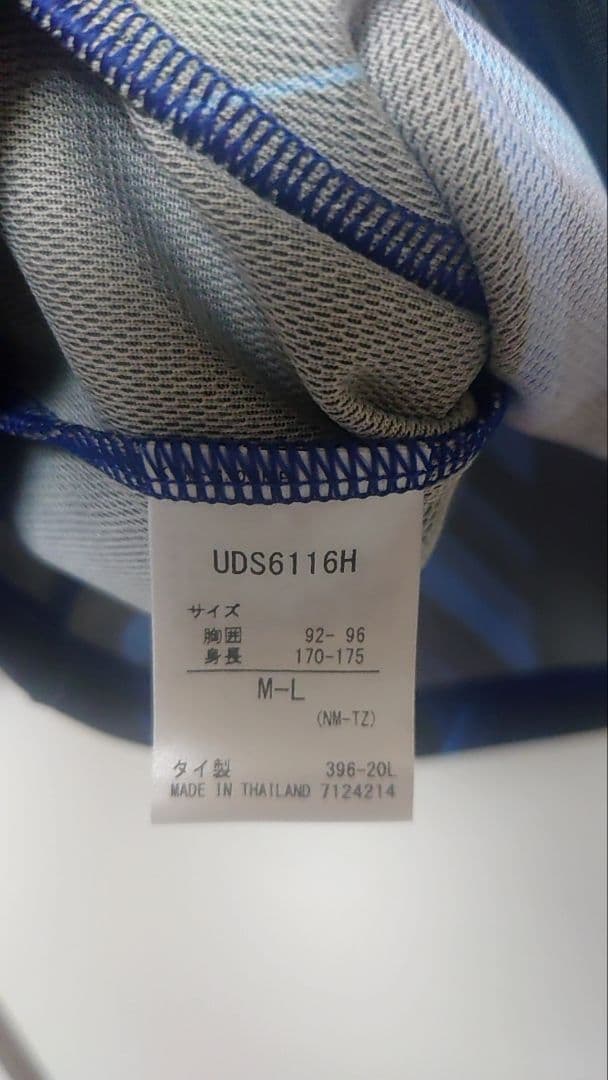 UDS6116H
サイズ
胸囲 92- 96
身長 170-175
M-L
(NM-TZ)
タイ製 396-20L
MADE IN THAILAND 7124214